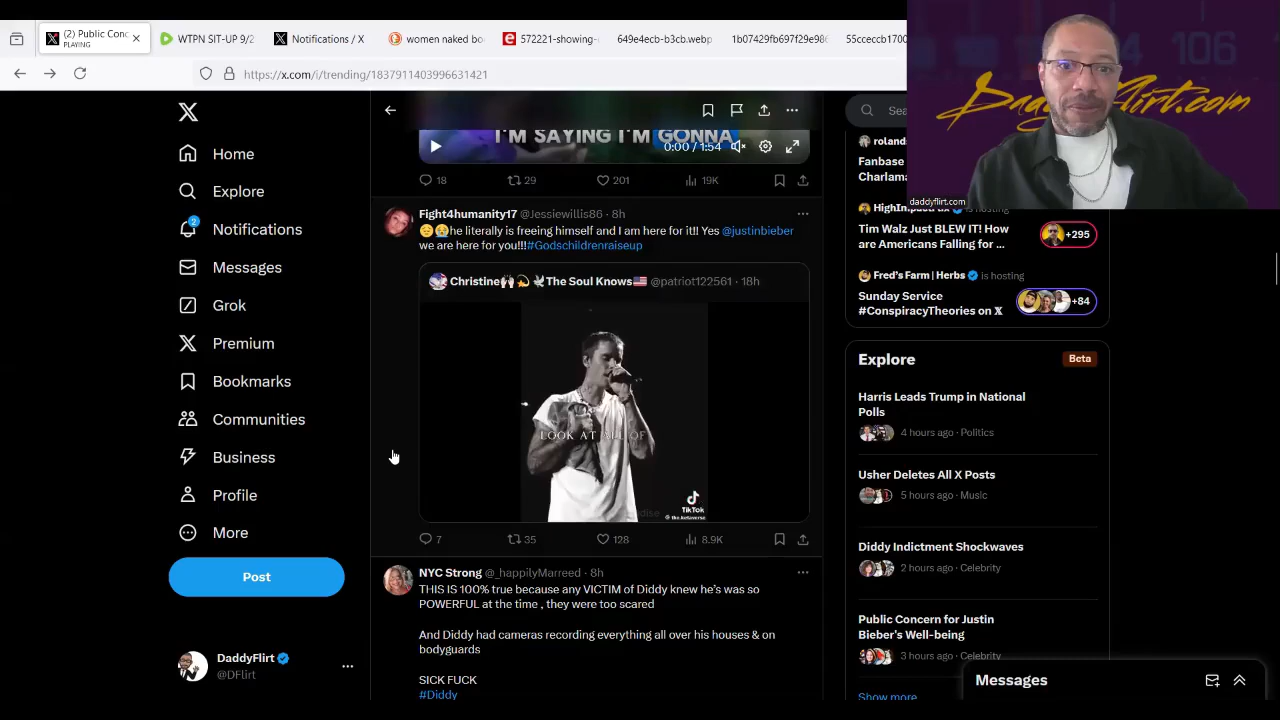 (2) Public Conc
PLAYING
WTPN SIT-UP 9/2
Notifications / X
women naked bo
572221-showing-
649e4ecb-b3cb.webp
1b07429fb697f29e98
55ceccb1700
https://x.com/i/trending/1837911403996631421
106
DaddyFlirt.com
daddyflirt.com
Home
Explore
2
Notifications
Messages
Grok
Premium
Bookmarks
Communities
Business
Profile
More
Post
DaddyFlirt
@DFlirt
I'M SAYING I'M GONNA
0:00 / 1:54
18
29
201
19K
Fight4humanity17 @Jessiewillis86 · 8h
he literally is freeing himself and I am here for it!! Yes @justinbieber
we are here for you!!!#Godschildrenraiseup
Christine The Soul Knows @patriot122561 · 18h
LOOK AT ALL OF
TikTok
7
35
128
8.9K
NYC Strong @_happilyMarreed · 8h
THIS IS 100% true because any VICTIM of Diddy knew he's was so
POWERFUL at the time , they were too scared
And Diddy had cameras recording everything all over his houses & on
bodyguards
SICK FUCK
#Diddy
Sea
roland
Fanbase
Charlama
is hosting
Tim Walz Just BLEW IT! How
are Americans Falling for ...
+295
Fred's Farm | Herbs is hosting
Sunday Service
#ConspiracyTheories on X
+84
Explore
Beta
Harris Leads Trump in National
Polls
4 hours ago · Politics
Usher Deletes All X Posts
5 hours ago · Music
Diddy Indictment Shockwaves
2 hours ago · Celebrity
Public Concern for Justin
Bieber's Well-being
3 hours ago · Celebrity
Show more
Messages